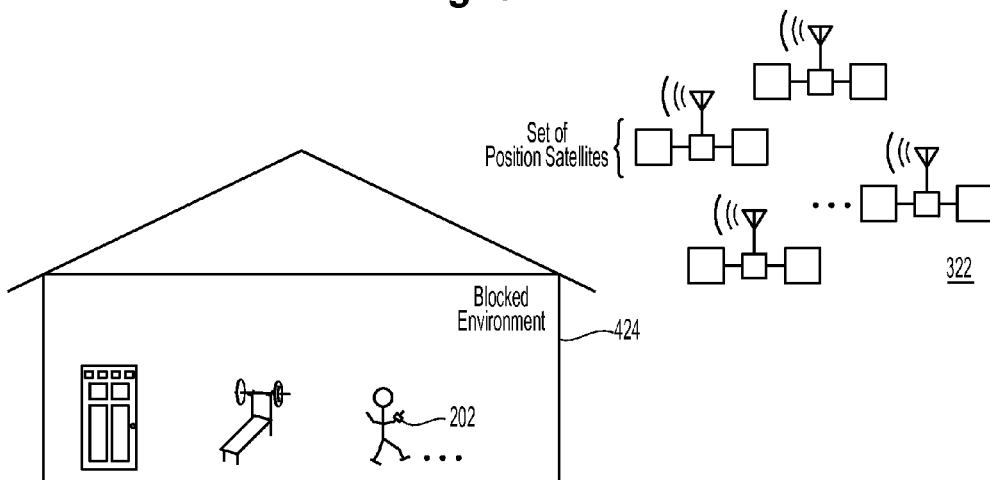 Set of
Position Satellites
322
Blocked
Environment
424
202